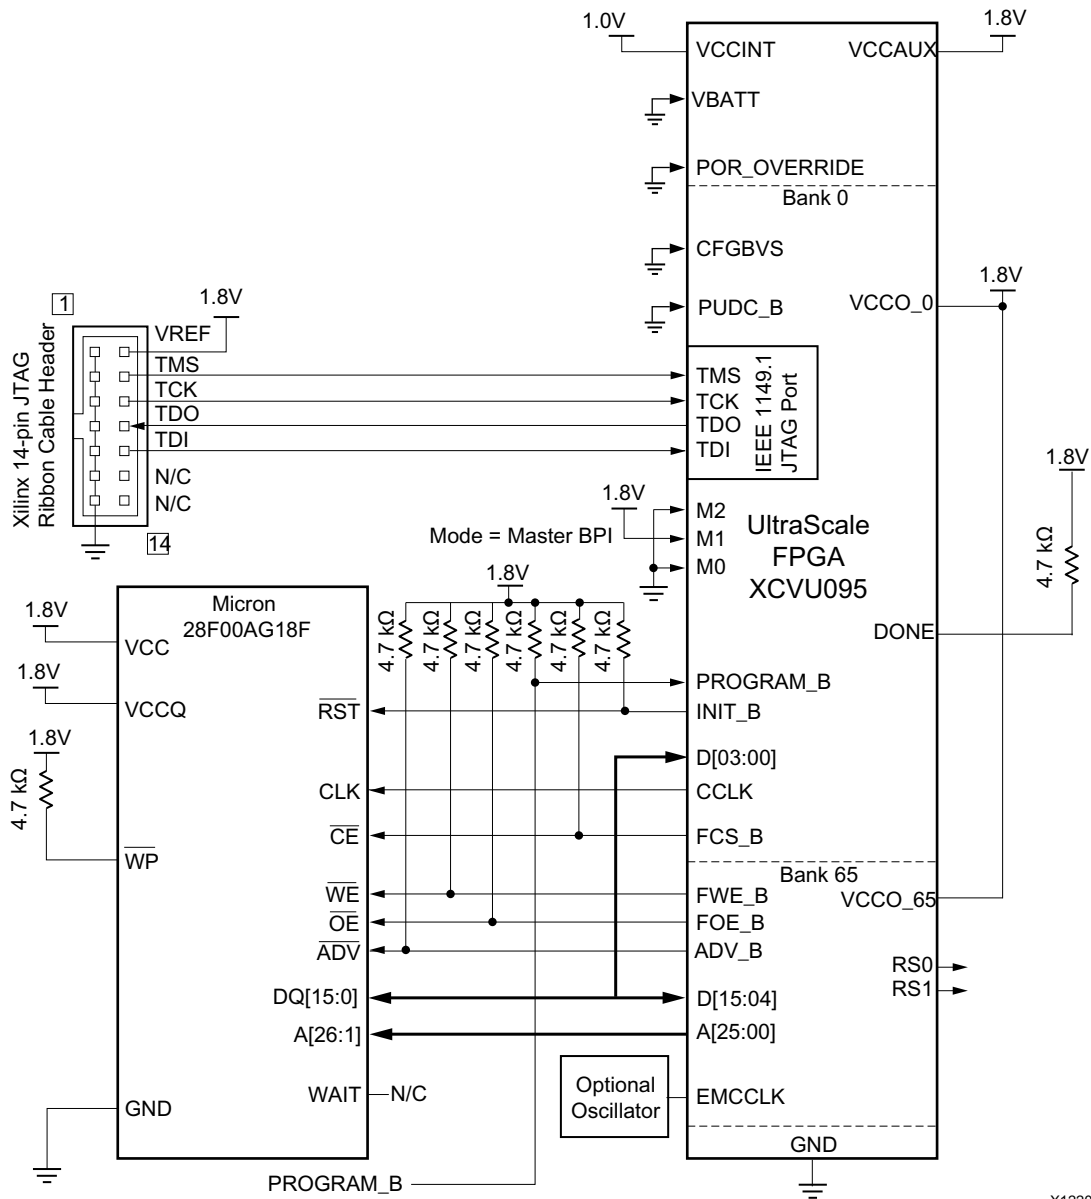 1.0V
1.8V
VCCINT
VCCAUX
VBATT
POR_OVERRIDE
Bank 0
CFGBVS
1.8V
PUDC_B
VCCO_0
Xilinx 14-pin JTAG
Ribbon Cable Header
1
1.8V
VREF
TMS
TCK
TDO
TDI
N/C
N/C
14
TMS
TCK
TDO
TDI
IEEE 1149.1
JTAG Port
1.8V
1.8V
M2
M1
M0
Mode = Master BPI
UltraScale
FPGA
XCVU095
4.7 kΩ
DONE
1.8V
4.7 kΩ
4.7 kΩ
4.7 kΩ
4.7 kΩ
4.7 kΩ
4.7 kΩ
Micron
28F00AG18F
1.8V
VCC
1.8V
VCCQ
1.8V
4.7 kΩ
WP
RST
CLK
CE
WE
OE
ADV
DQ[15:0]
A[26:1]
WAIT
N/C
GND
PROGRAM_B
PROGRAM_B
INIT_B
D[03:00]
CCLK
FCS_B
Bank 65
FWE_B
VCCO_65
FOE_B
ADV_B
RS0
RS1
D[15:04]
A[25:00]
Optional
Oscillator
EMCCLK
GND